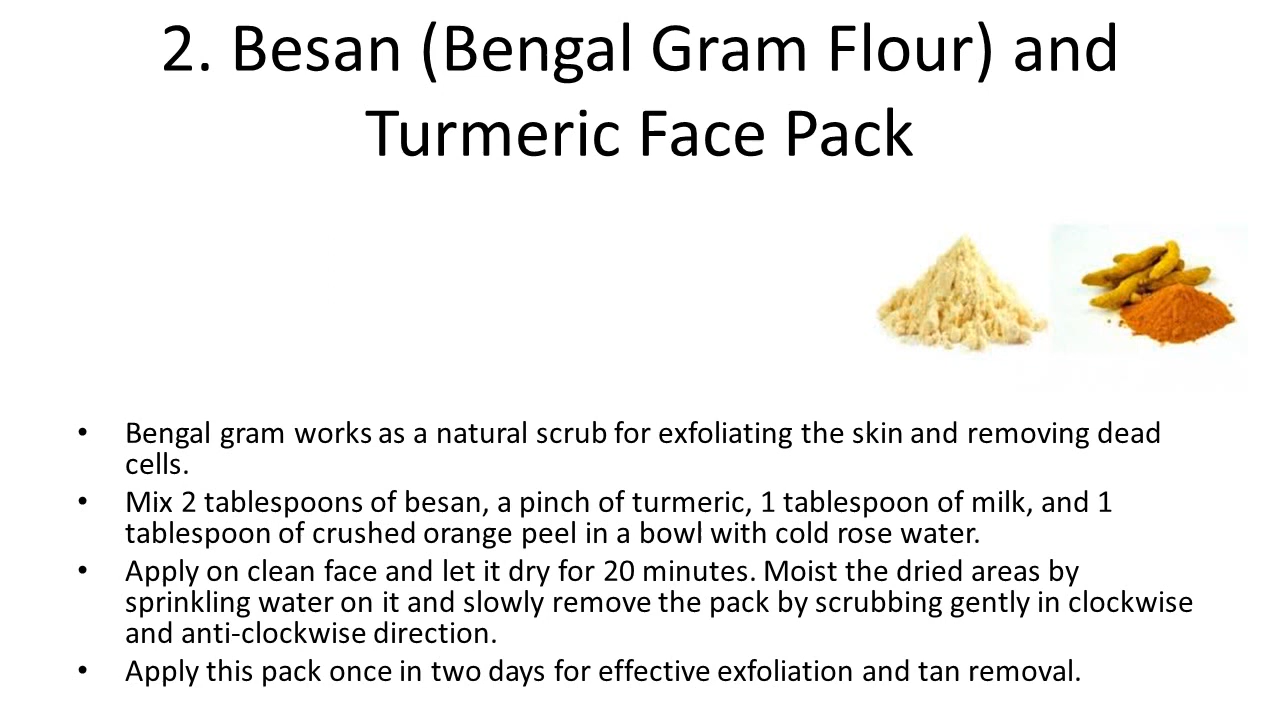 2. Besan (Bengal Gram Flour) and
Turmeric Face Pack
• Bengal gram works as a natural scrub for exfoliating the skin and removing dead
cells.
• Mix 2 tablespoons of besan, a pinch of turmeric, 1 tablespoon of milk, and 1
tablespoon of crushed orange peel in a bowl with cold rose water.
• Apply on clean face and let it dry for 20 minutes. Moist the dried areas by
sprinkling water on it and slowly remove the pack by scrubbing gently in clockwise
and anti-clockwise direction.
• Apply this pack once in two days for effective exfoliation and tan removal.